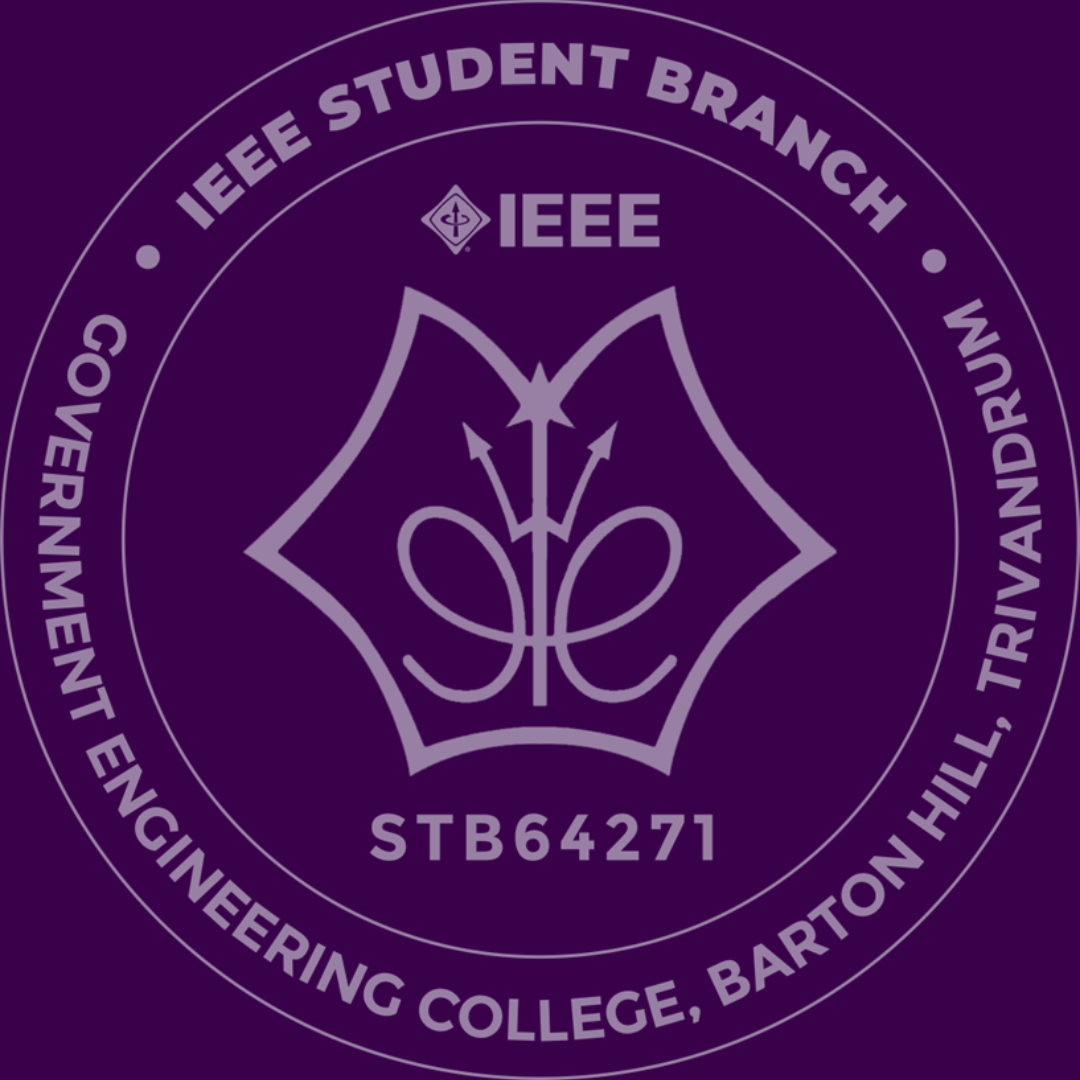 IEEE STUDENT BRANCH
IEEE
STB64271
GOVERNMENT ENGINEERING COLLEGE, BARTON HILL, TRIVANDRUM